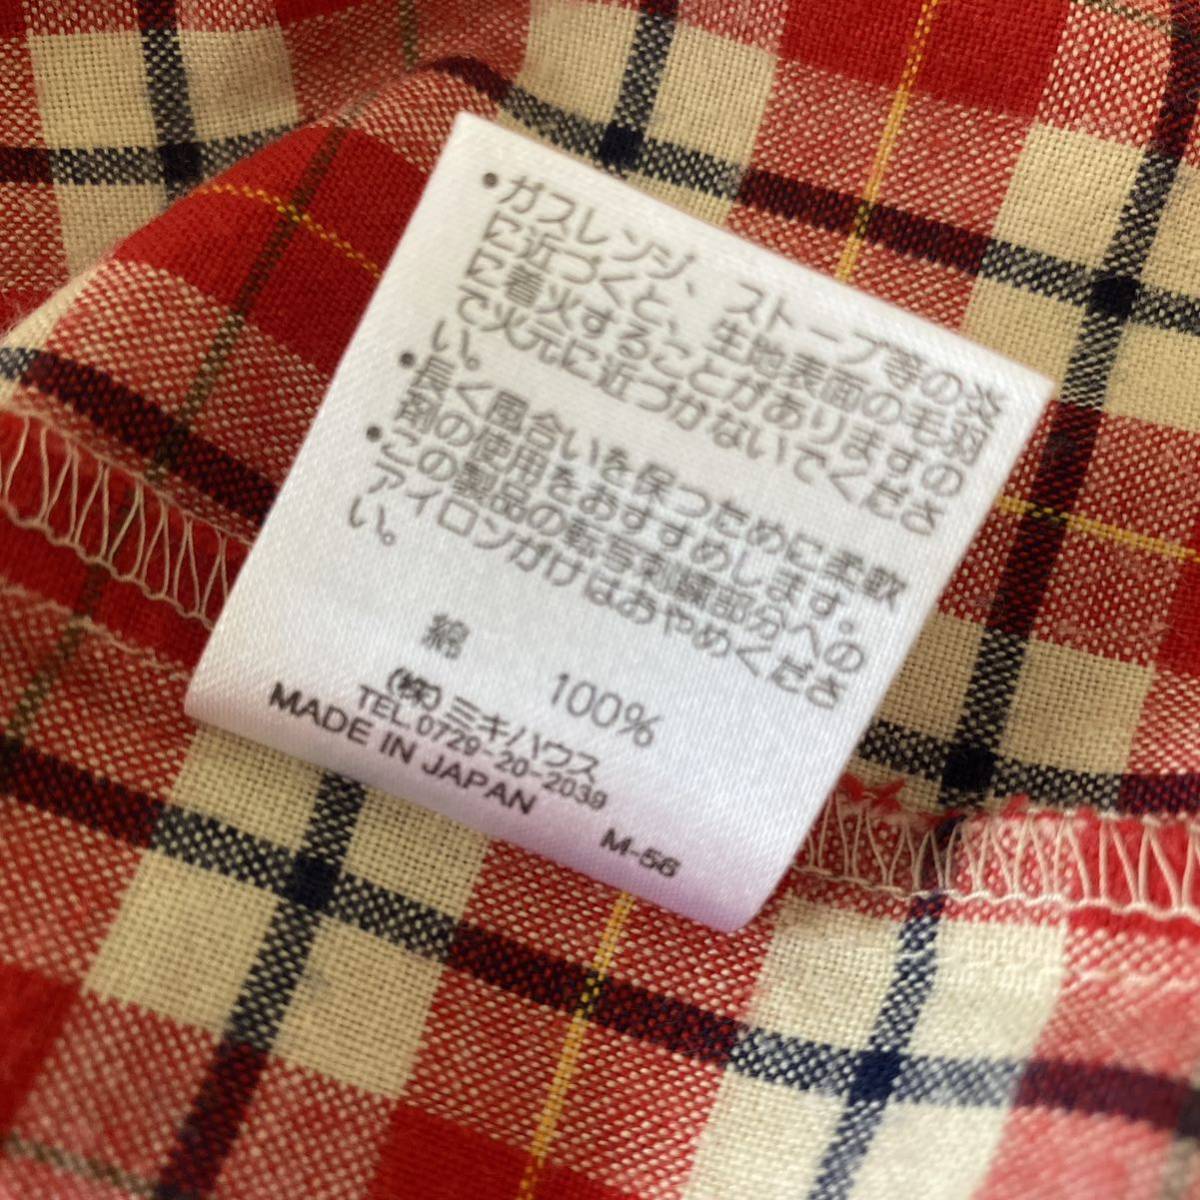 ・ガスレンジ、ストーブ等の炎
に近づくと、生地表面の毛羽
に着火することがありますの
で火元に近づかないでくださ
い。
・長く風合いを保つために柔軟
剤の使用をおすすめします。
・この製品の転写刺繍部分への
アイロンがけはおやめくださ
い。
綿 100%
(株)ミキハウス
TEL.0729-20-2039
MADE IN JAPAN
M-56